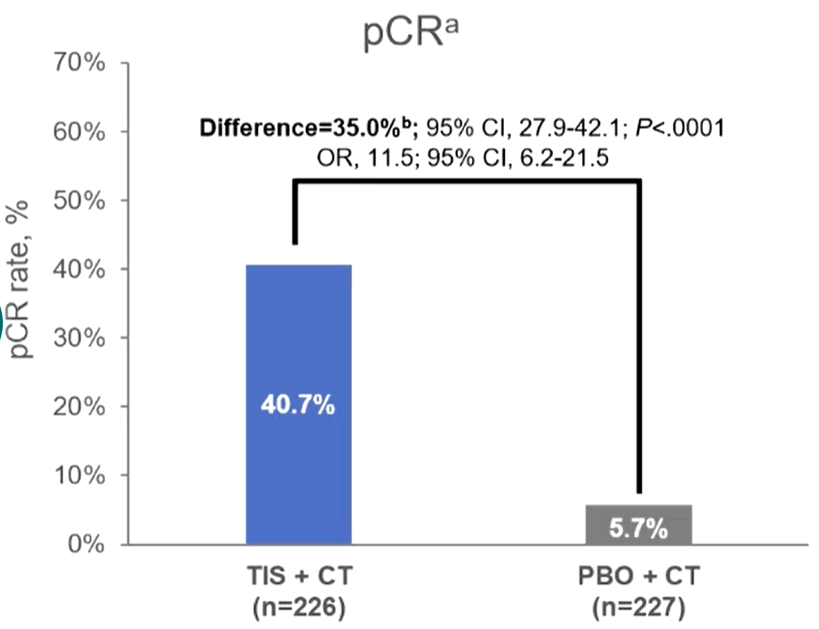 pCRᵃ
70%
60%
50%
40%
30%
20%
10%
0%
pCR rate, %
Difference=35.0%ᵇ; 95% CI, 27.9-42.1; P<.0001
OR, 11.5; 95% CI, 6.2-21.5
40.7%
5.7%
TIS + CT
(n=226)
PBO + CT
(n=227)